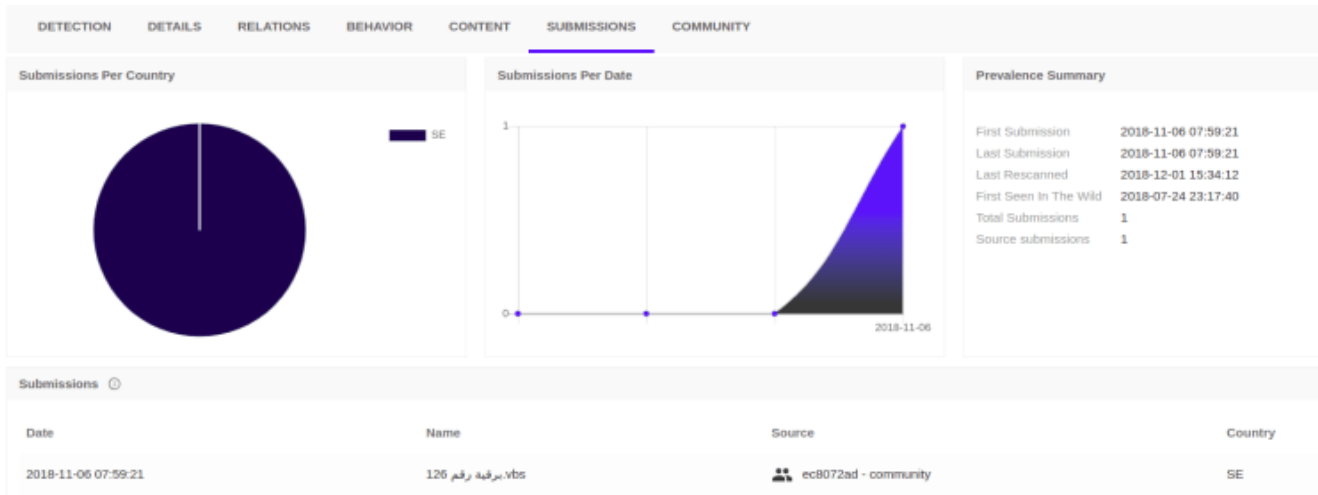 DETECTION DETAILS RELATIONS BEHAVIOR CONTENT SUBMISSIONS COMMUNITY
Submissions Per Country
SE
Submissions Per Date
1
0
2018-11-06
Prevalence Summary
First Submission 2018-11-06 07:59:21
Last Submission 2018-11-06 07:59:21
Last Rescanned 2018-12-01 15:34:12
First Seen In The Wild 2018-07-24 23:17:40
Total Submissions 1
Source submissions 1
Submissions
Date Name Source Country
2018-11-06 07:59:21 برقية رقم 126.vbs ec8072ad - community SE